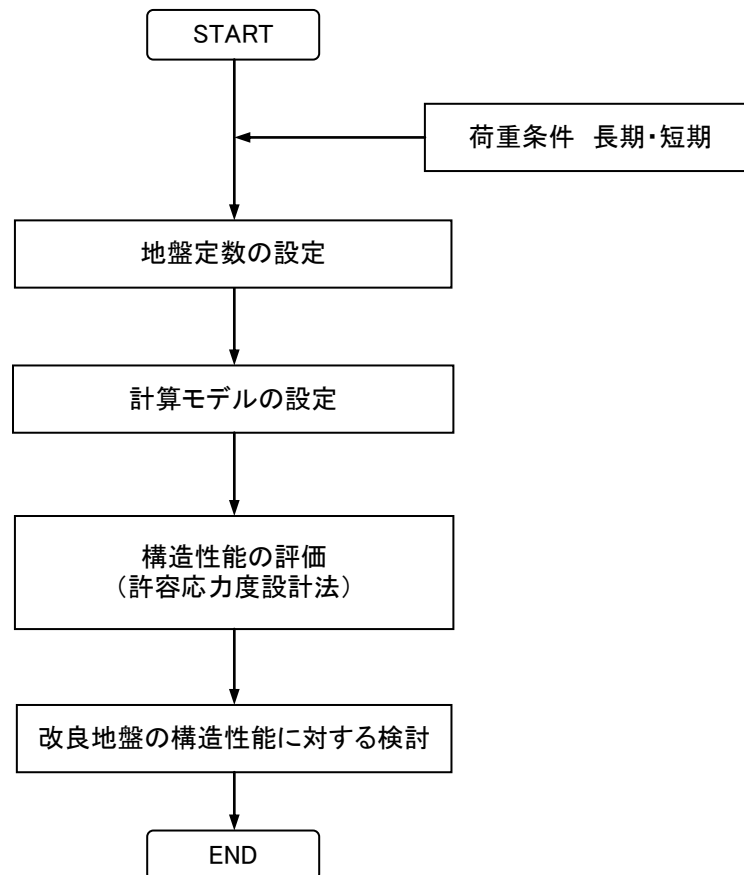 START
荷重条件　長期・短期
地盤定数の設定
計算モデルの設定
構造性能の評価
（許容応力度設計法）
改良地盤の構造性能に対する検討
END